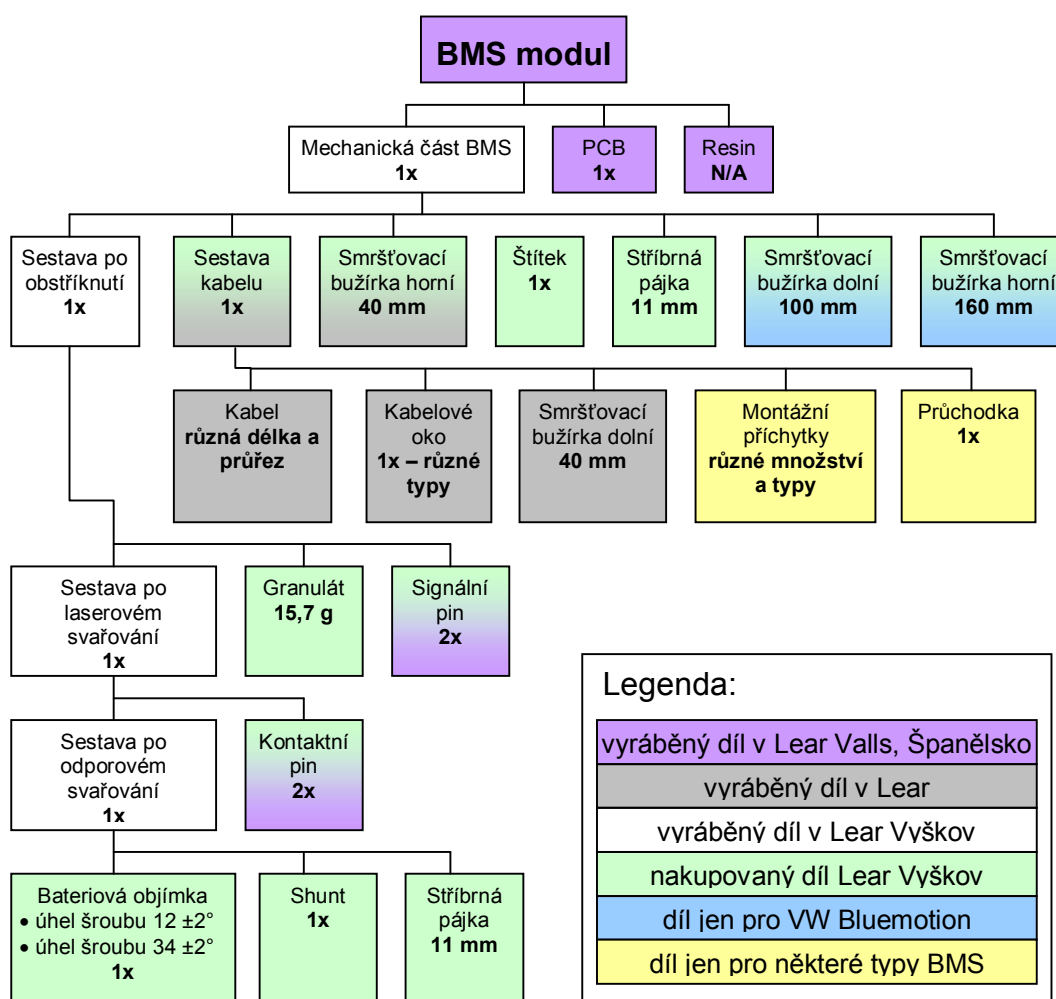 BMS modul
Mechanická část BMS
1x
PCB
1x
Resin
N/A
Sestava po
obstříknutí
1x
Sestava
kabelu
1x
Smršťovací
bužírka horní
40 mm
Štítek
1x
Stříbrná
pájka
11 mm
Smršťovací
bužírka dolní
100 mm
Smršťovací
bužírka horní
160 mm
Kabel
různá délka a
průřez
Kabelové
oko
1x – různé
typy
Smršťovací
bužírka dolní
40 mm
Montážní
příchytky
různé množství
a typy
Průchodka
1x
Sestava po
laserovém
svařování
1x
Granulát
15,7 g
Signální
pin
2x
Sestava po
odporovém
svařování
1x
Kontaktní
pin
2x
Bateriová objímka
• úhel šroubu 12 ±2°
• úhel šroubu 34 ±2°
1x
Shunt
1x
Stříbrná
pájka
11 mm
Legenda:
vyráběný díl v Lear Valls, Španělsko
vyráběný díl v Lear
vyráběný díl v Lear Vyškov
nakupovaný díl Lear Vyškov
díl jen pro VW Bluemotion
díl jen pro některé typy BMS